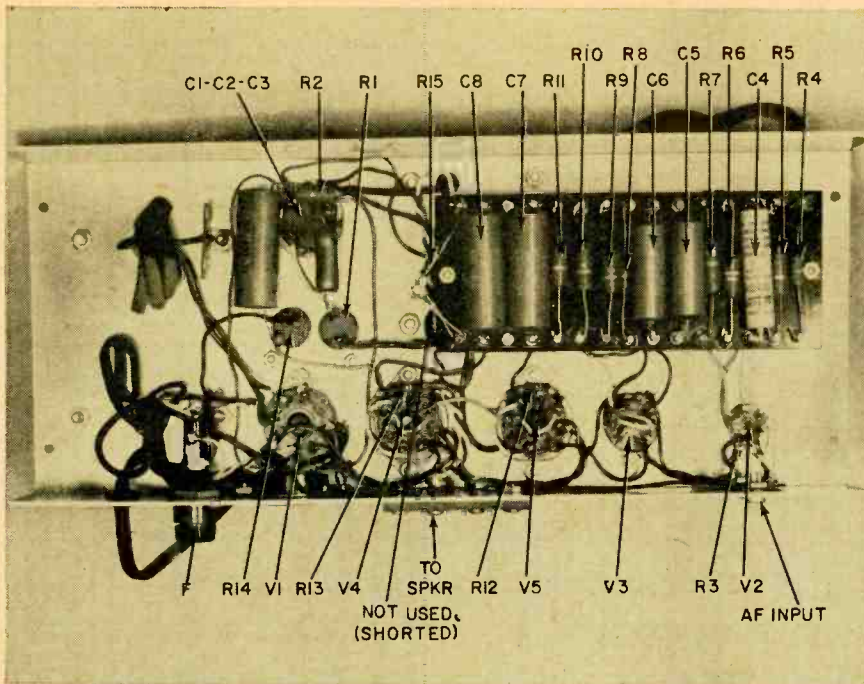 R10 R8 C5 R6 R5
C1-C2-C3 R2 R1 R15 C8 C7 R11 R9 C6 R7 C4 R4
F R14 V1 R13 V4 TO SPKR R12 V5 V3 R3 V2
NOT USED (SHORTED)
AF INPUT